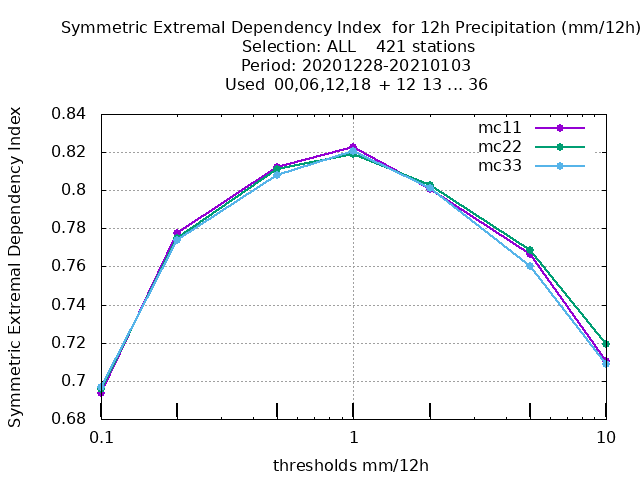 Symmetric Extremal Dependency Index for 12h Precipitation (mm/12h)
Selection: ALL 421 stations
Period: 20201228-20210103
Used 00,06,12,18 + 12 13 ... 36
Symmetric Extremal Dependency Index
0.84
0.82
0.8
0.78
0.76
0.74
0.72
0.7
0.68
mc11
mc22
mc33
0.1
1
10
thresholds mm/12h